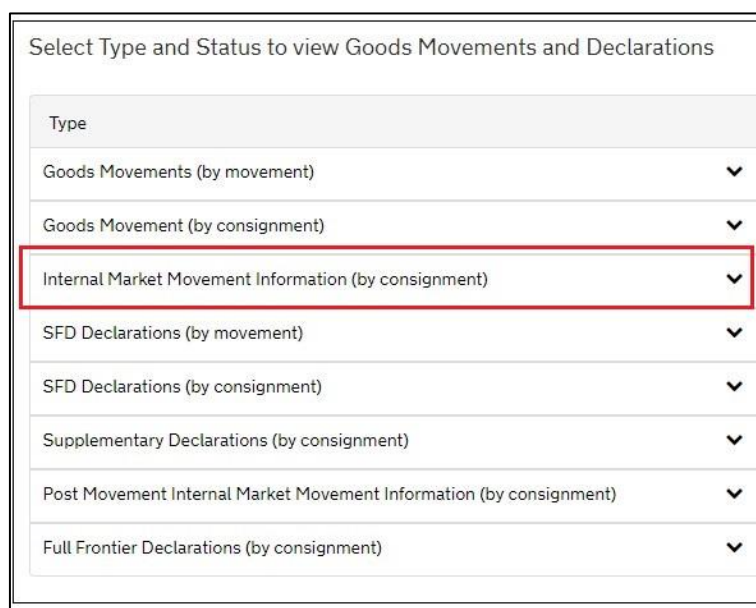 Select Type and Status to view Goods Movements and Declarations
Type
Goods Movements (by movement)
Goods Movement (by consignment)
Internal Market Movement Information (by consignment)
SFD Declarations (by movement)
SFD Declarations (by consignment)
Supplementary Declarations (by consignment)
Post Movement Internal Market Movement Information (by consignment)
Full Frontier Declarations (by consignment)